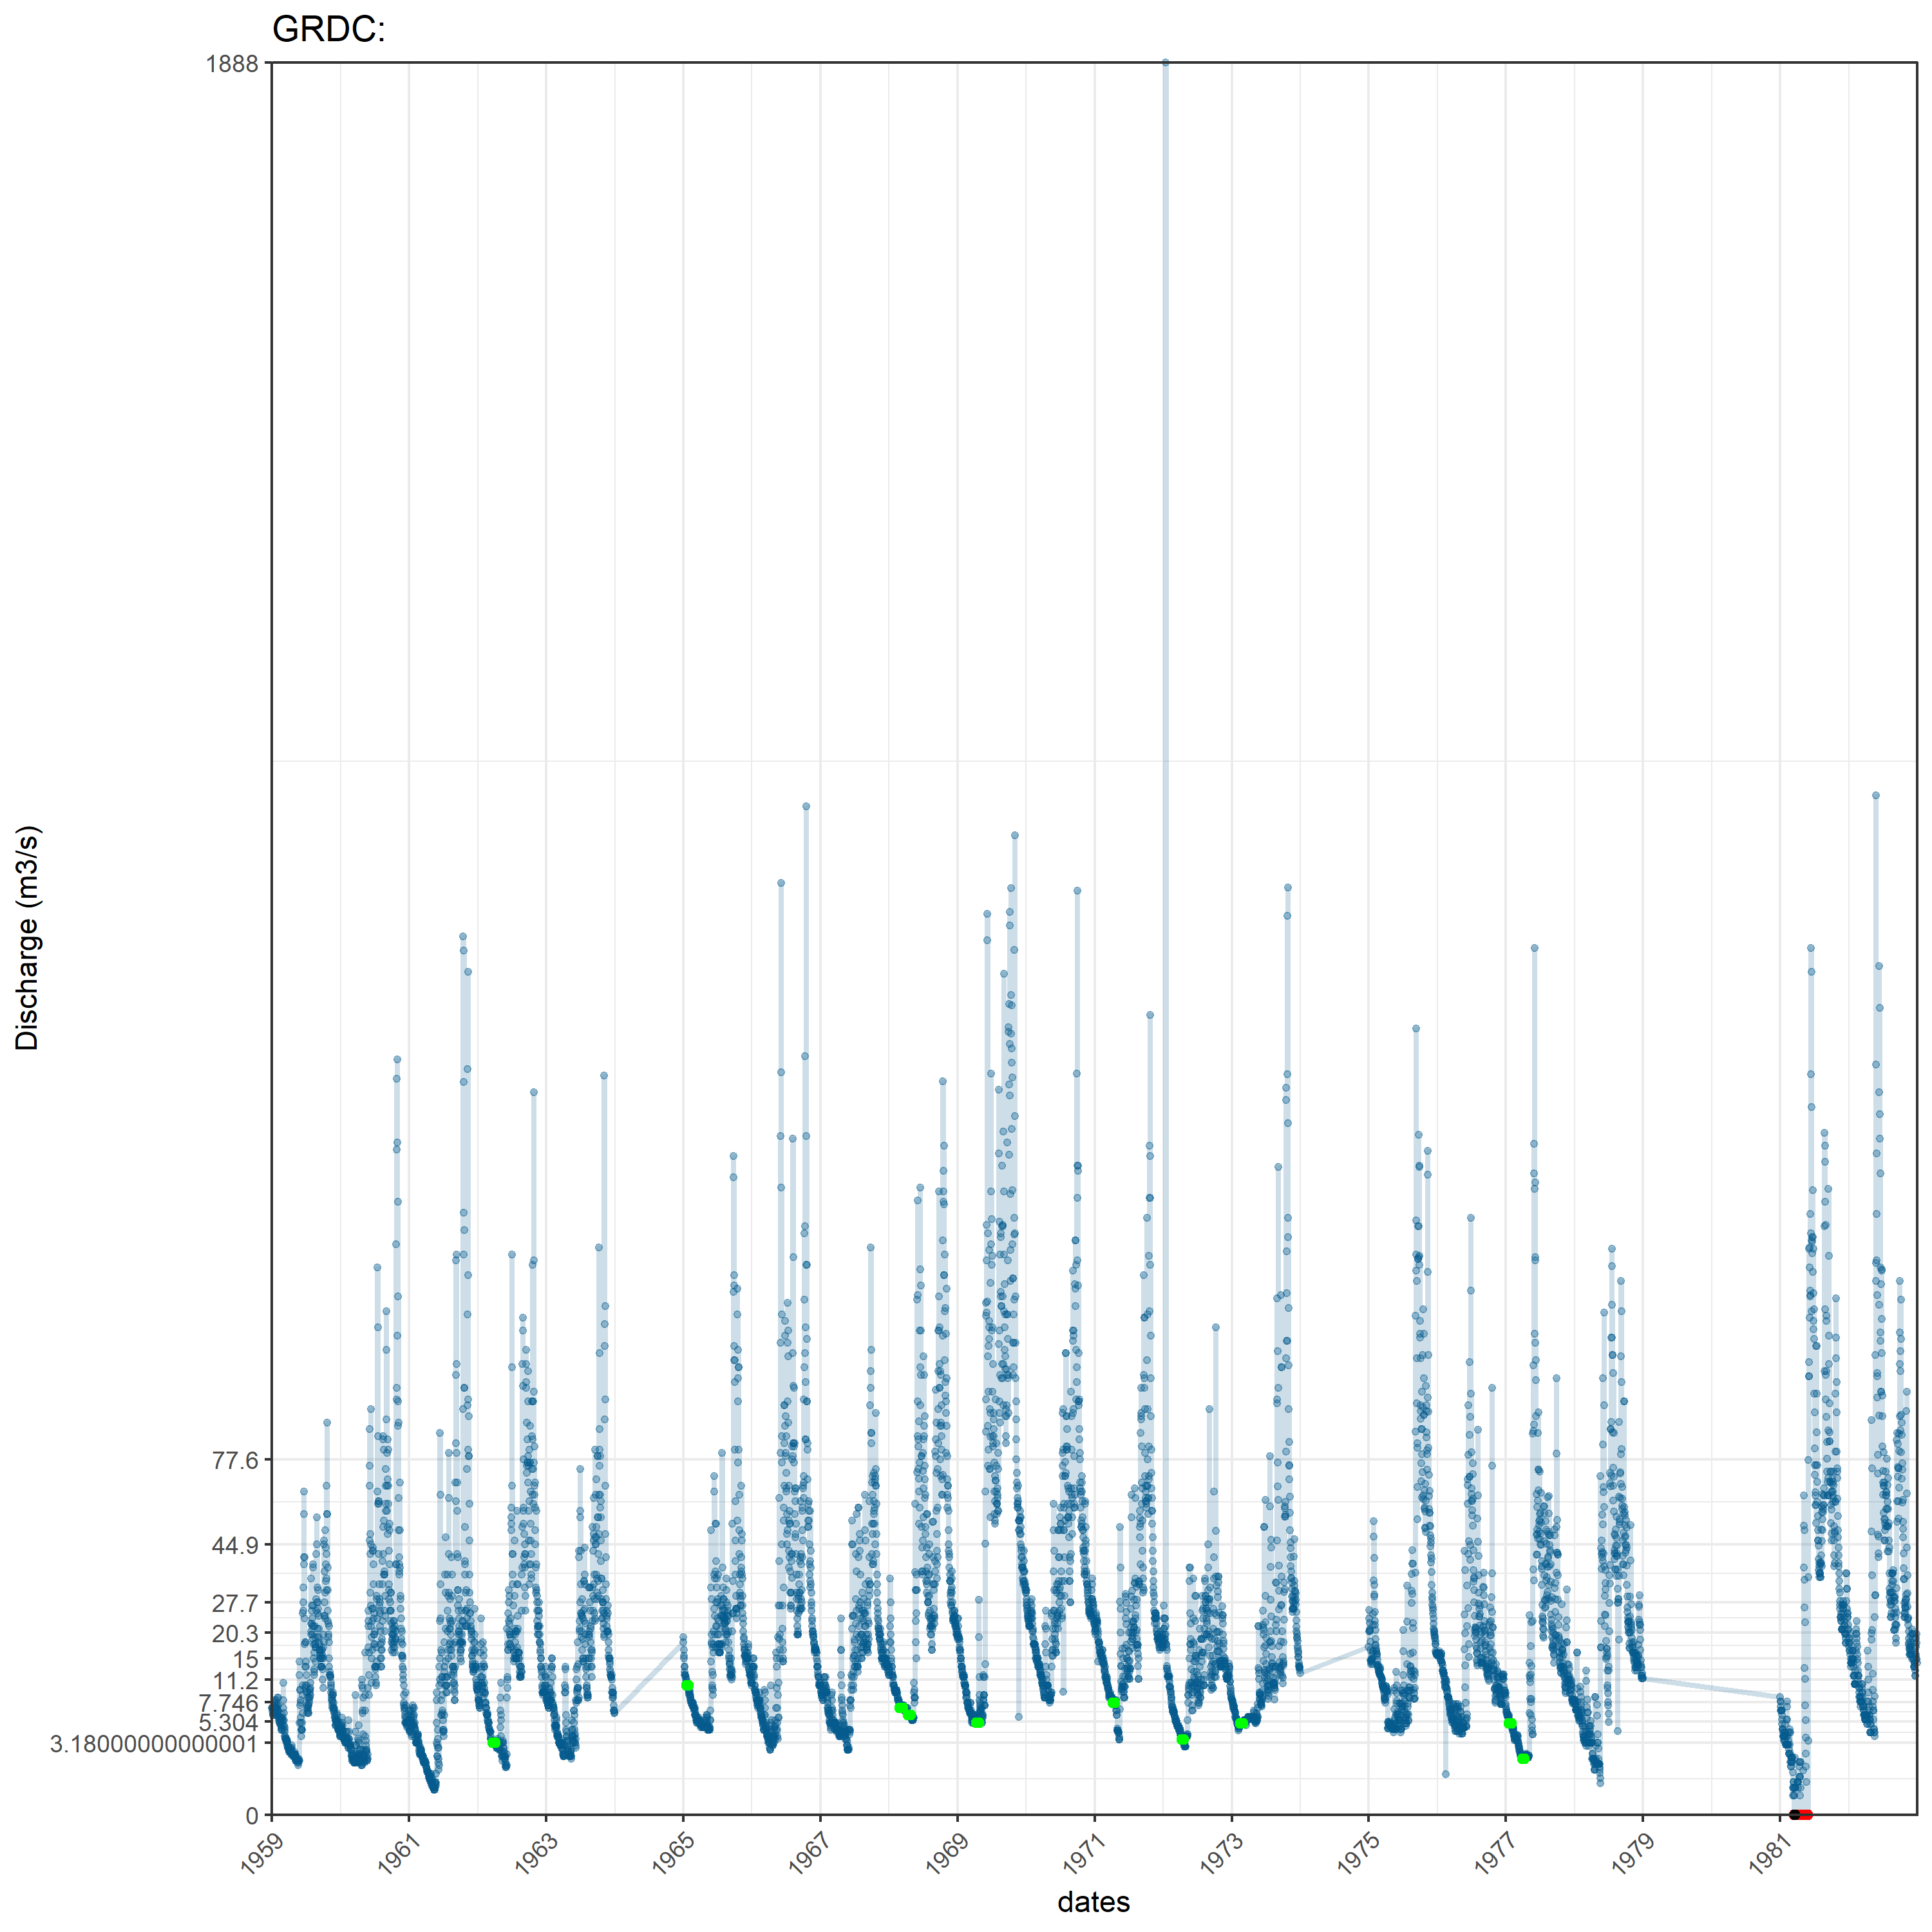 GRDC:
1888
77.6
44.9
27.7
20.3
15
11.2
7.746
5.304
3.180000000000001
0
Discharge (m3/s)
1959 1961 1963 1965 1967 1969 1971 1973 1975 1977 1979 1981
dates